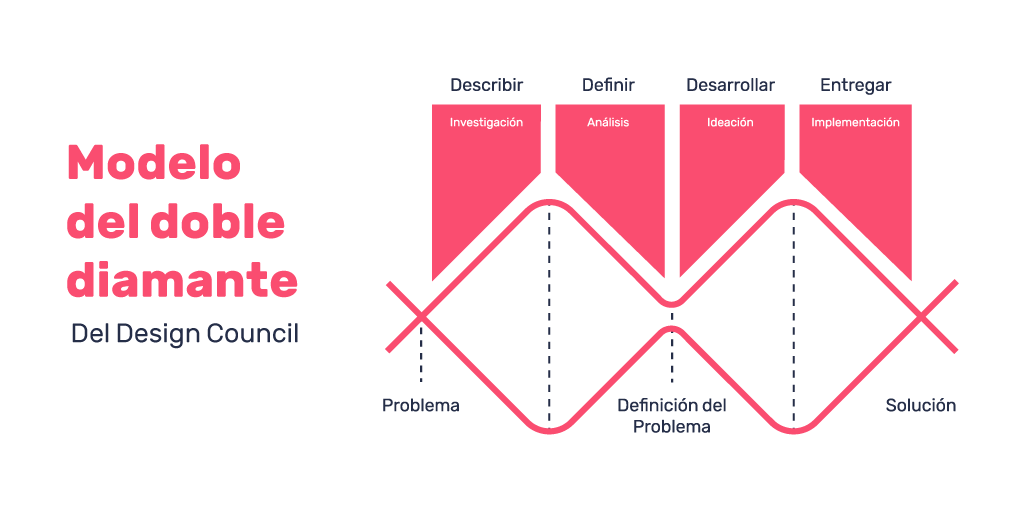 Modelo
del doble
diamante
Del Design Council
Describir
Definir
Desarrollar
Entregar
Investigación
Análisis
Ideación
Implementación
Problema
Definición del
Problema
Solución